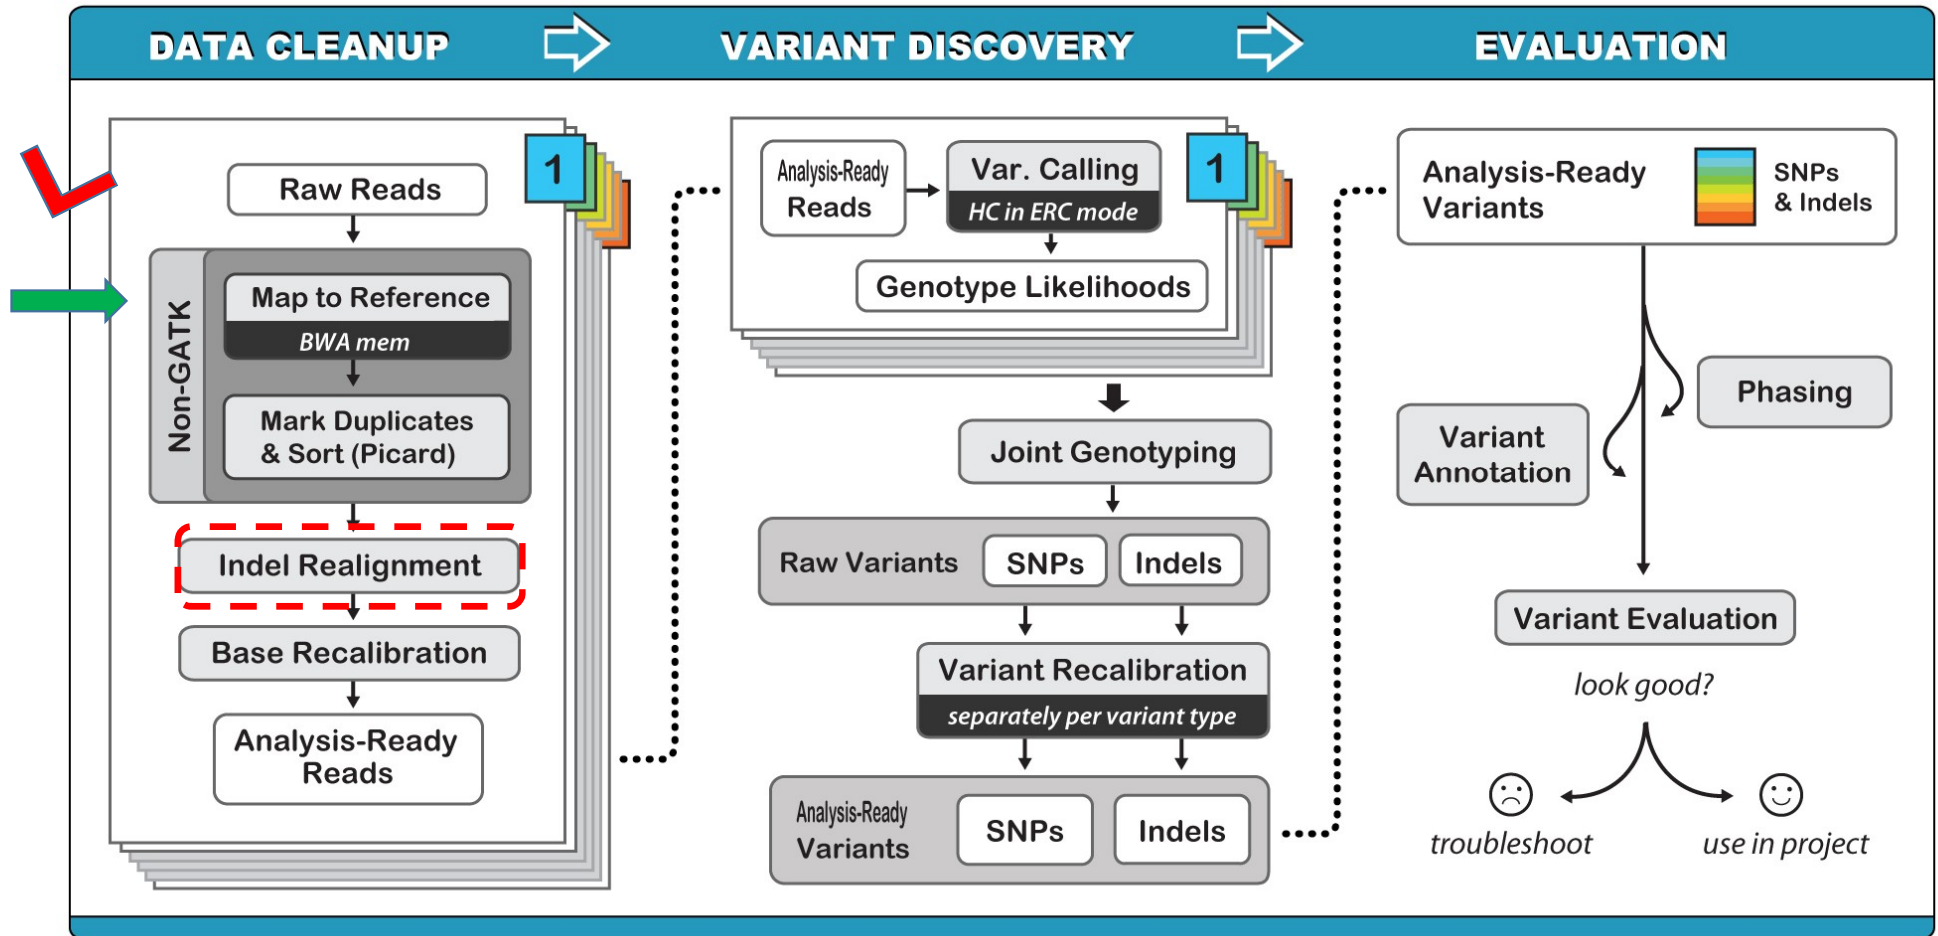 DATA CLEANUP
VARIANT DISCOVERY
EVALUATION
1
Raw Reads
Non-GATK
Map to Reference
BWA mem
Mark Duplicates
& Sort (Picard)
Indel Realignment
Base Recalibration
Analysis-Ready
Reads
1
Analysis-Ready
Reads
Var. Calling
HC in ERC mode
Genotype Likelihoods
Joint Genotyping
Raw Variants
SNPs
Indels
Variant Recalibration
separately per variant type
Analysis-Ready
Variants
SNPs
Indels
Analysis-Ready
Variants
SNPs
& Indels
Phasing
Variant
Annotation
Variant Evaluation
look good?
troubleshoot
use in project